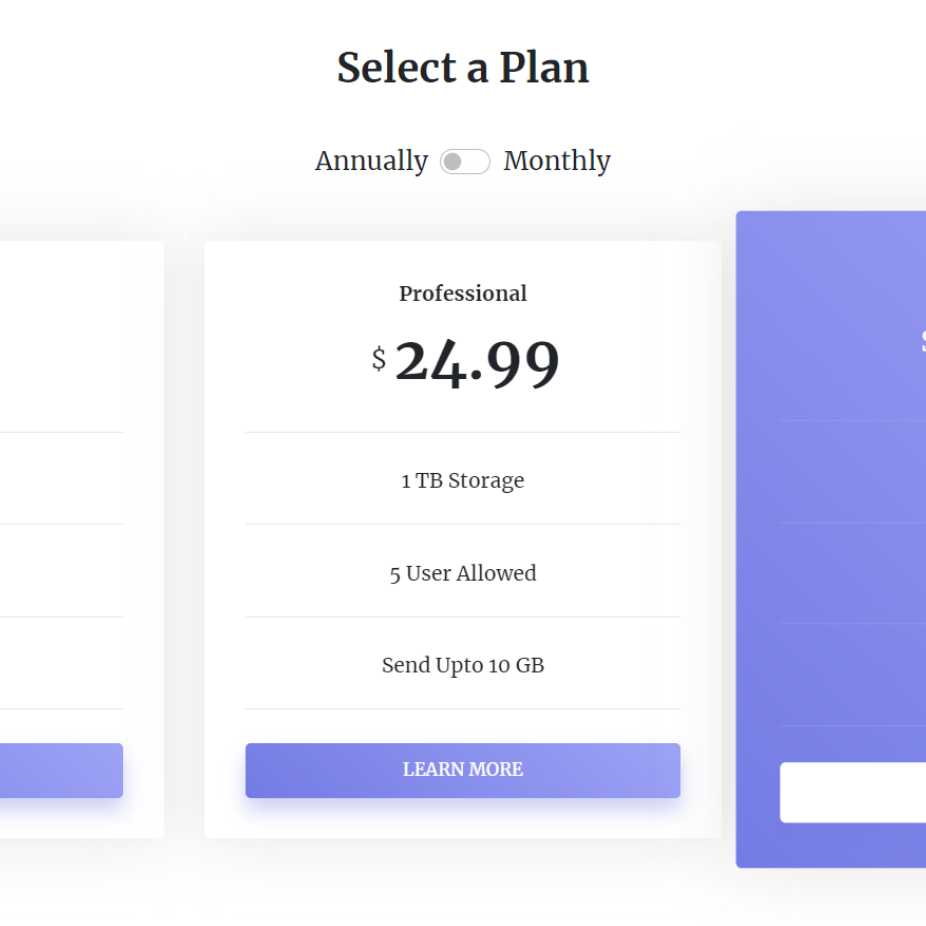 Select a Plan
Annually Monthly
Professional
$ 24.99
1 TB Storage
5 User Allowed
Send Upto 10 GB
LEARN MORE